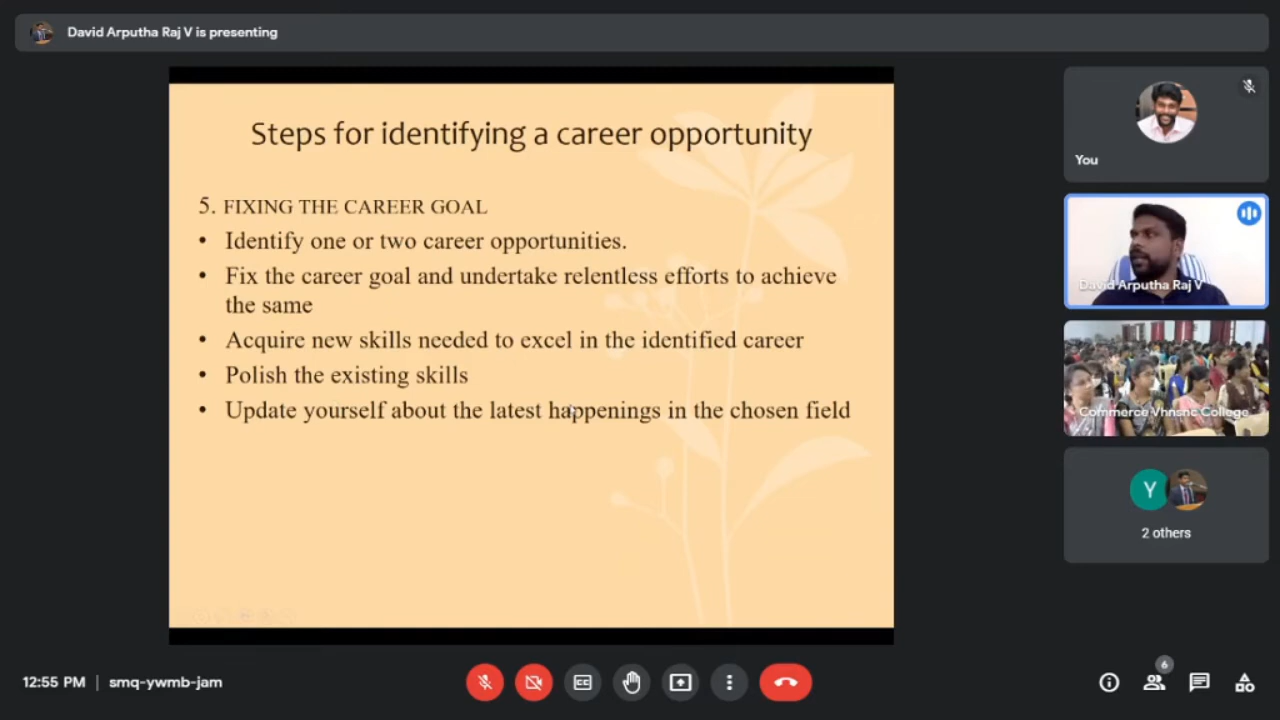 David Arputha Raj V is presenting
Steps for identifying a career opportunity
5. FIXING THE CAREER GOAL
• Identify one or two career opportunities.
• Fix the career goal and undertake relentless efforts to achieve
the same
• Acquire new skills needed to excel in the identified career
• Polish the existing skills
• Update yourself about the latest happenings in the chosen field
You
David Arputha Raj V
Commerce Vhnsnc College
Y
2 others
12:55 PM | smq-ywmb-jam
CC
6